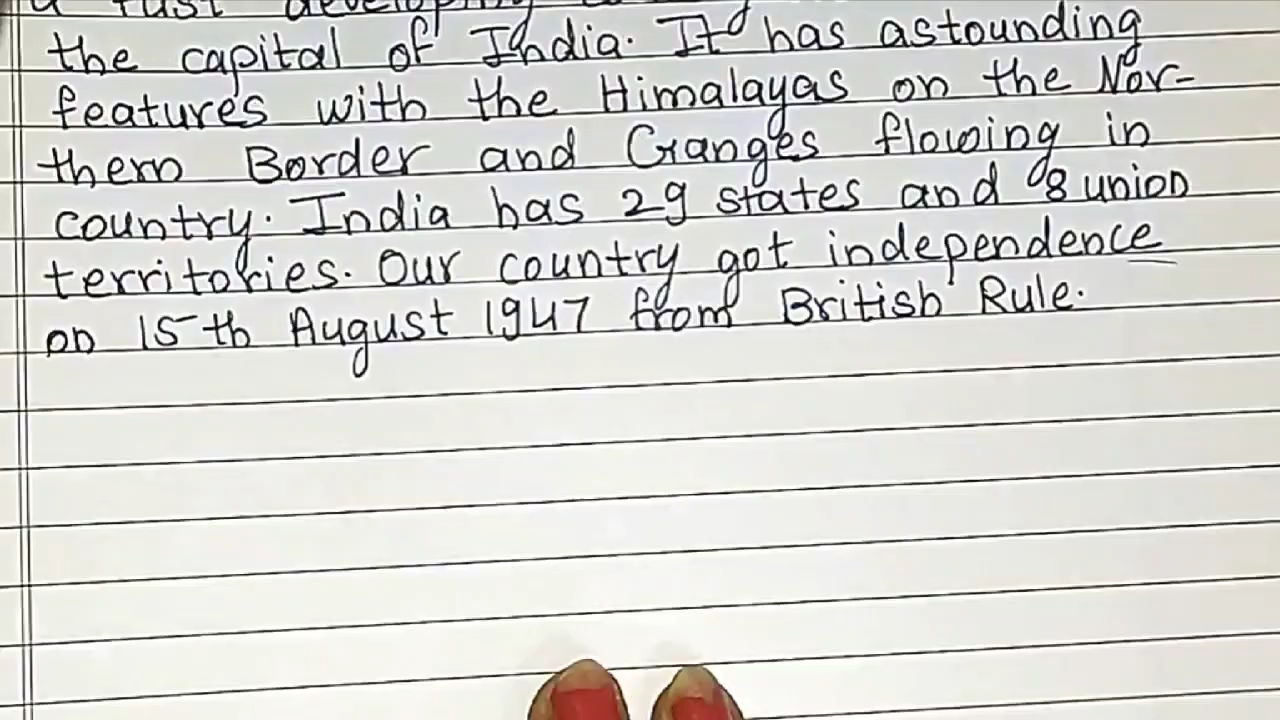 a fast developing
the capital of India. It has astounding
features with the Himalayas on the Nor-
thern Border and Ganges flowing in
country. India has 29 states and 8 union
territories. Our country got independence
on 15th August 1947 from British Rule.